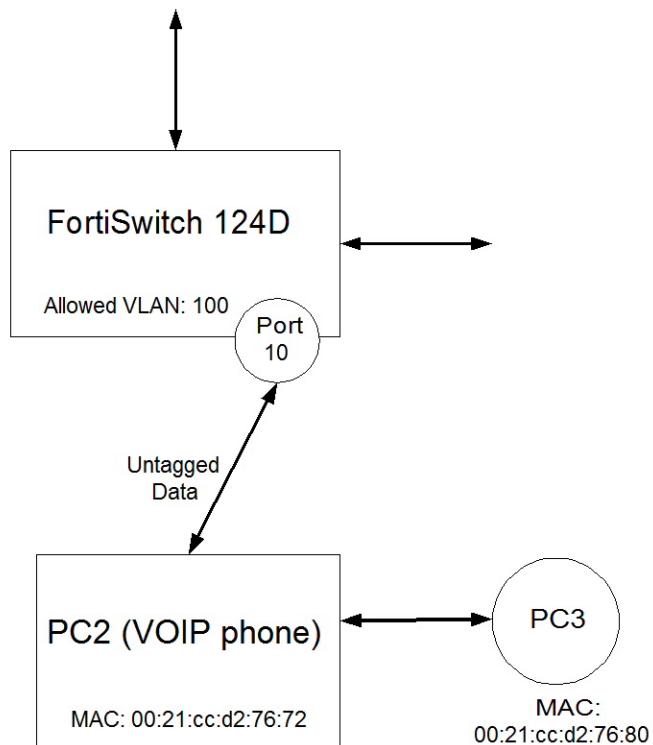 FortiSwitch 124D
Allowed VLAN: 100
Port
10
Untagged
Data
PC2 (VOIP phone)
MAC: 00:21:cc:d2:76:72
PC3
MAC:
00:21:cc:d2:76:80